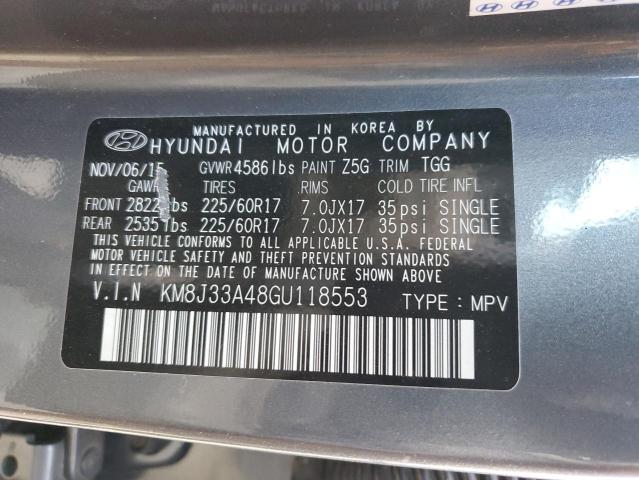 MANUFACTURED IN KOREA BY
HYUNDAI MOTOR COMPANY
NOV/06/15 GVWR 4586lbs PAINT Z5G TRIM TGG
GAWR TIRES .RIMS COLD TIRE INFL
FRONT 2822 lbs 225/60R17 7.0JX17 35psi SINGLE
REAR 2535 lbs 225/60R17 7.0JX17 35psi SINGLE
THIS VEHICLE CONFORMS TO ALL APPLICABLE U.S.A. FEDERAL
MOTOR VEHICLE SAFETY AND THEFT PREVENTION STANDARDS
IN EFFECT ON THE DATE OF MANUFACTURE SHOWN ABOVE.
V.I.N KM8J33A48GU118553 TYPE : MPV